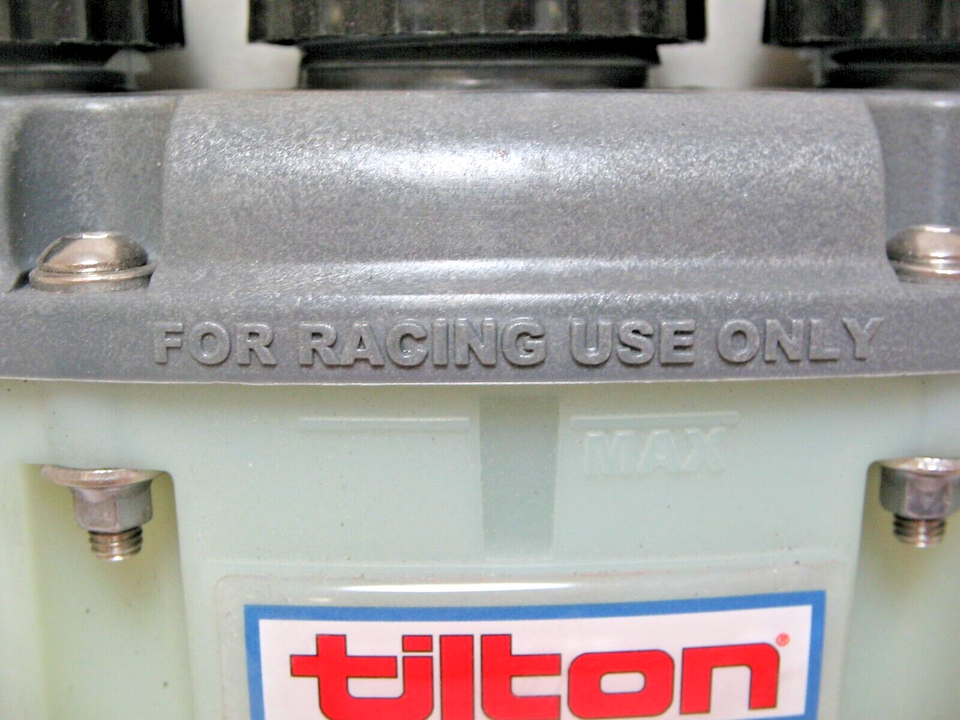 FOR RACING USE ONLY
MAX
tilton®